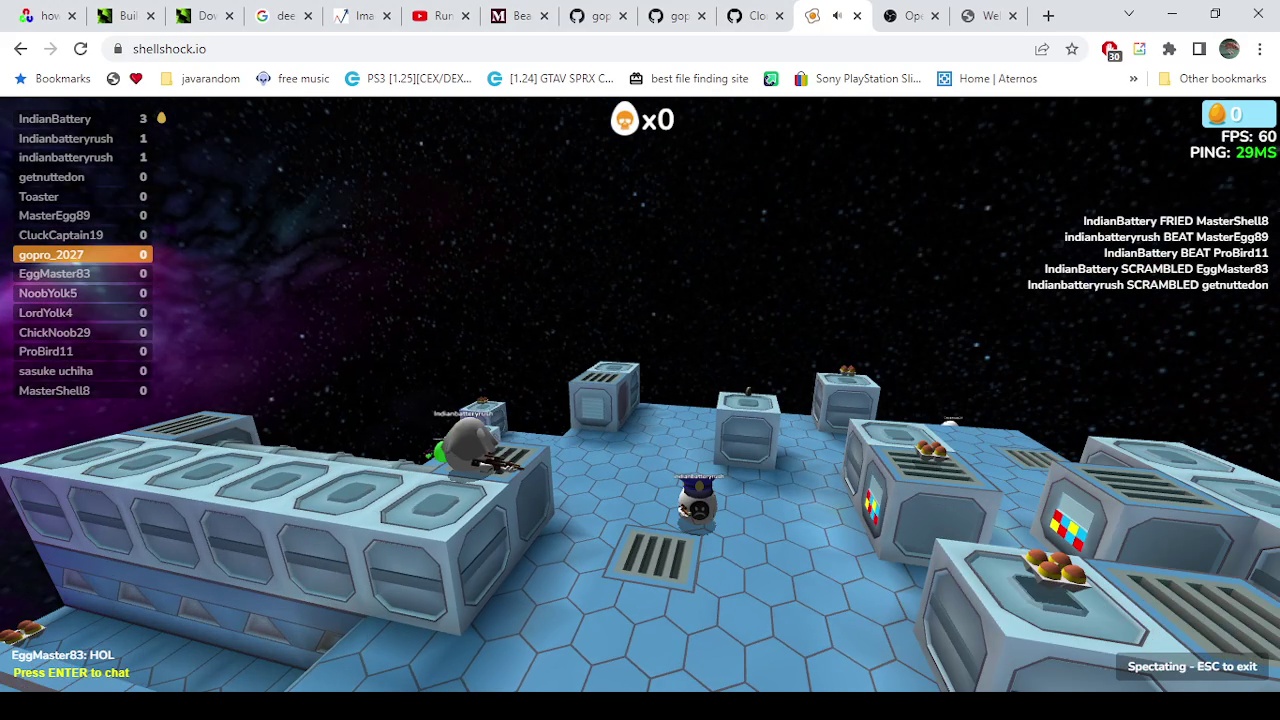 how
Buil
Dov
dee
Ima
Run
Bea
gop
gop
Clo
Ope
Wel
shellshock.io
30
Bookmarks
javarandom
free music
PS3 [1.25][CEX/DEX...
[1.24] GTAV SPRX C...
best file finding site
Sony PlayStation Sli...
Home | Aternos
»
Other bookmarks
IndianBattery 3
Indianbatteryrush 1
indianbatteryrush 1
getnuttedon 0
Toaster 0
MasterEgg89 0
CluckCaptain19 0
gopro_2027 0
EggMaster83 0
NoobYolk5 0
LordYolk4 0
ChickNoob29 0
ProBird11 0
sasuke uchiha 0
MasterShell8 0
x0
0
FPS: 60
PING: 29MS
IndianBattery FRIED MasterShell8
indianbatteryrush BEAT MasterEgg89
IndianBattery BEAT ProBird11
IndianBattery SCRAMBLED EggMaster83
Indianbatteryrush SCRAMBLED getnuttedon
Indianbatteryrush
indianbatteryrush
EggMaster83: HOL
Press ENTER to chat
Spectating - ESC to exit